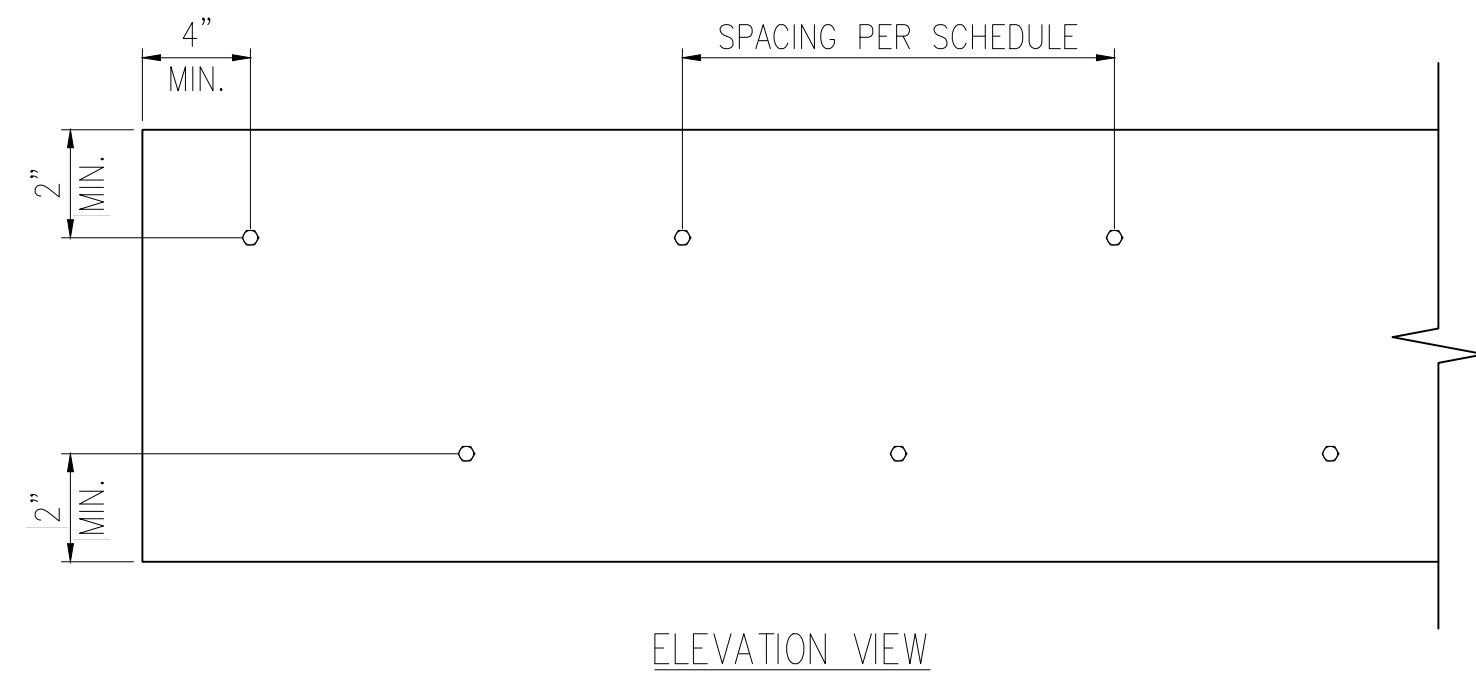 4"
MIN.
SPACING PER SCHEDULE
2"
MIN.
2"
MIN.
ELEVATION VIEW